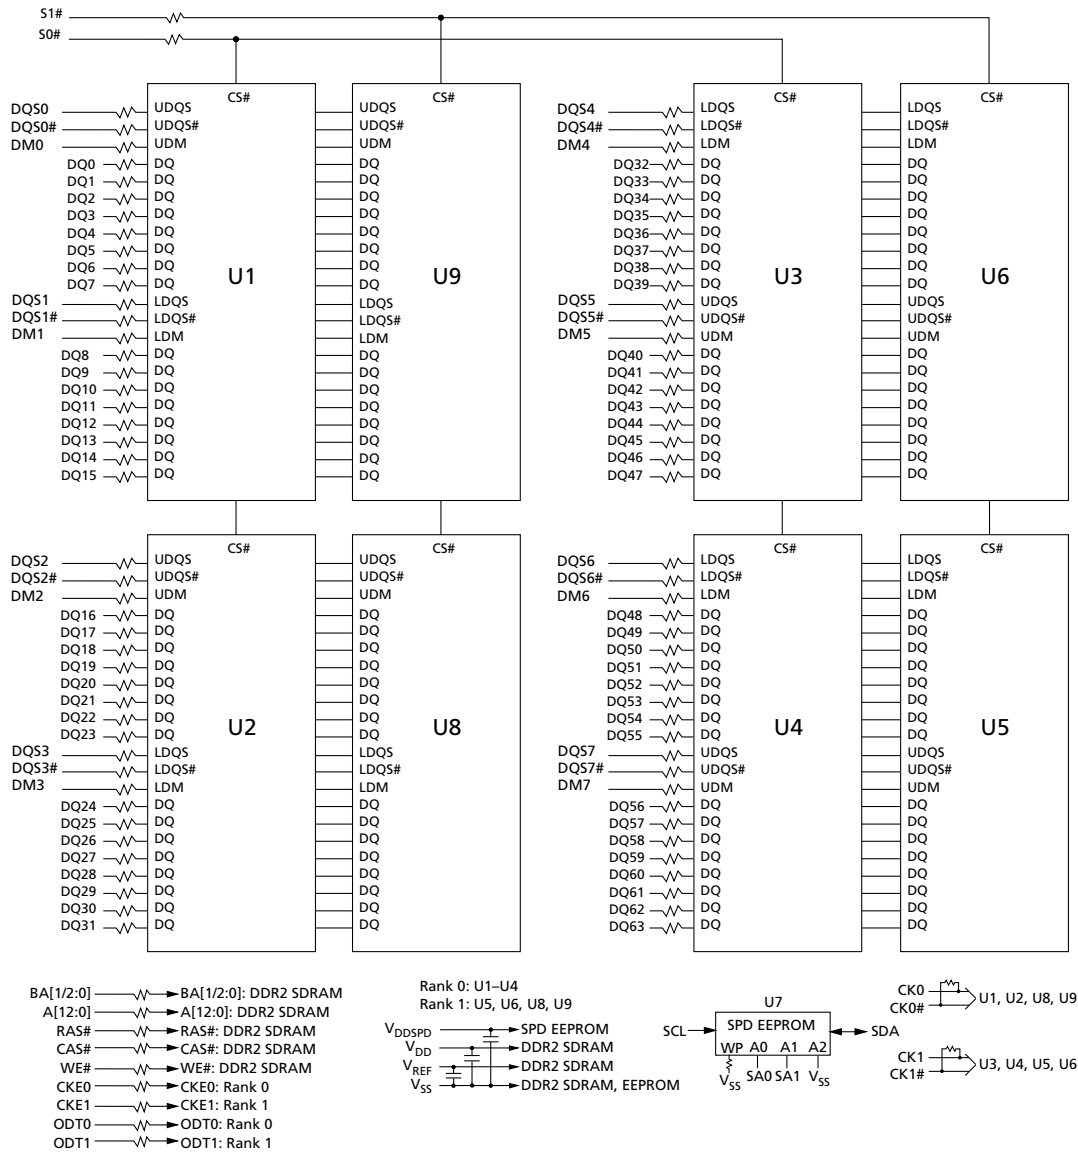 S1#
S0#
CS#
DQS0 UDQS
DQS0# UDQS#
DM0 UDM
DQ0 DQ
DQ1 DQ
DQ2 DQ
DQ3 DQ
DQ4 DQ
DQ5 DQ
DQ6 DQ
DQ7 DQ
U1
DQS1 LDQS
DQS1# LDQS#
DM1 LDM
DQ8 DQ
DQ9 DQ
DQ10 DQ
DQ11 DQ
DQ12 DQ
DQ13 DQ
DQ14 DQ
DQ15 DQ
CS#
UDQS
UDQS#
UDM
DQ
DQ
DQ
DQ
DQ
DQ
DQ
DQ
U9
LDQS
LDQS#
LDM
DQ
DQ
DQ
DQ
DQ
DQ
DQ
DQ
CS#
DQS4 LDQS
DQS4# LDQS#
DM4 LDM
DQ32 DQ
DQ33 DQ
DQ34 DQ
DQ35 DQ
DQ36 DQ
DQ37 DQ
DQ38 DQ
DQ39 DQ
U3
DQS5 UDQS
DQS5# UDQS#
DM5 UDM
DQ40 DQ
DQ41 DQ
DQ42 DQ
DQ43 DQ
DQ44 DQ
DQ45 DQ
DQ46 DQ
DQ47 DQ
CS#
LDQS
LDQS#
LDM
DQ
DQ
DQ
DQ
DQ
DQ
DQ
DQ
U6
UDQS
UDQS#
UDM
DQ
DQ
DQ
DQ
DQ
DQ
DQ
DQ
CS#
DQS2 UDQS
DQS2# UDQS#
DM2 UDM
DQ16 DQ
DQ17 DQ
DQ18 DQ
DQ19 DQ
DQ20 DQ
DQ21 DQ
DQ22 DQ
DQ23 DQ
U2
DQS3 LDQS
DQS3# LDQS#
DM3 LDM
DQ24 DQ
DQ25 DQ
DQ26 DQ
DQ27 DQ
DQ28 DQ
DQ29 DQ
DQ30 DQ
DQ31 DQ
CS#
UDQS
UDQS#
UDM
DQ
DQ
DQ
DQ
DQ
DQ
DQ
DQ
U8
LDQS
LDQS#
LDM
DQ
DQ
DQ
DQ
DQ
DQ
DQ
DQ
CS#
DQS6 LDQS
DQS6# LDQS#
DM6 LDM
DQ48 DQ
DQ49 DQ
DQ50 DQ
DQ51 DQ
DQ52 DQ
DQ53 DQ
DQ54 DQ
DQ55 DQ
U4
DQS7 UDQS
DQS7# UDQS#
DM7 UDM
DQ56 DQ
DQ57 DQ
DQ58 DQ
DQ59 DQ
DQ60 DQ
DQ61 DQ
DQ62 DQ
DQ63 DQ
CS#
LDQS
LDQS#
LDM
DQ
DQ
DQ
DQ
DQ
DQ
DQ
DQ
U5
UDQS
UDQS#
UDM
DQ
DQ
DQ
DQ
DQ
DQ
DQ
DQ
BA[1/2:0] BA[1/2:0]: DDR2 SDRAM
A[12:0] A[12:0]: DDR2 SDRAM
RAS# RAS#: DDR2 SDRAM
CAS# CAS#: DDR2 SDRAM
WE# WE#: DDR2 SDRAM
CKE0 CKE0: Rank 0
CKE1 CKE1: Rank 1
ODT0 ODT0: Rank 0
ODT1 ODT1: Rank 1
Rank 0: U1–U4
Rank 1: U5, U6, U8, U9
VDDSPD SPD EEPROM
VDD DDR2 SDRAM
VREF DDR2 SDRAM
VSS DDR2 SDRAM, EEPROM
U7
SCL SPD EEPROM SDA
WP A0 A1 A2
VSS SA0 SA1 VSS
CK0
CK0#
U1, U2, U8, U9
CK1
CK1#
U3, U4, U5, U6